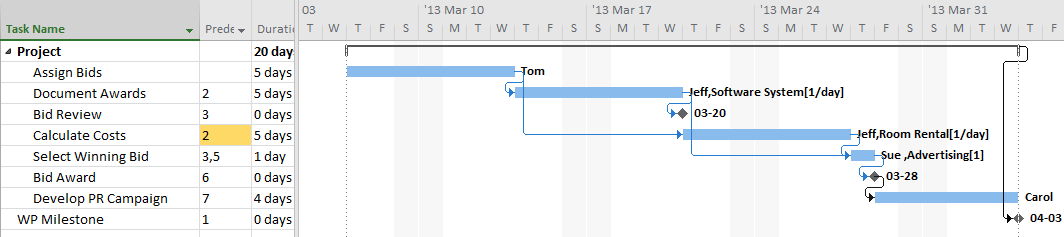 03 '13 Mar 10 '13 Mar 17 '13 Mar 24 '13 Mar 31
Task Name Prede Duratio T W T F S S M T W T F S S M T W T F S S M T W T F S S M T W T F
Project 20 days
Assign Bids 5 days Tom
Document Awards 2 5 days Jeff,Software System[1/day]
Bid Review 3 0 days 03-20
Calculate Costs 2 5 days Jeff,Room Rental[1/day]
Select Winning Bid 3,5 1 day Sue ,Advertising[1]
Bid Award 6 0 days 03-28
Develop PR Campaign 7 4 days Carol
WP Milestone 1 0 days 04-03